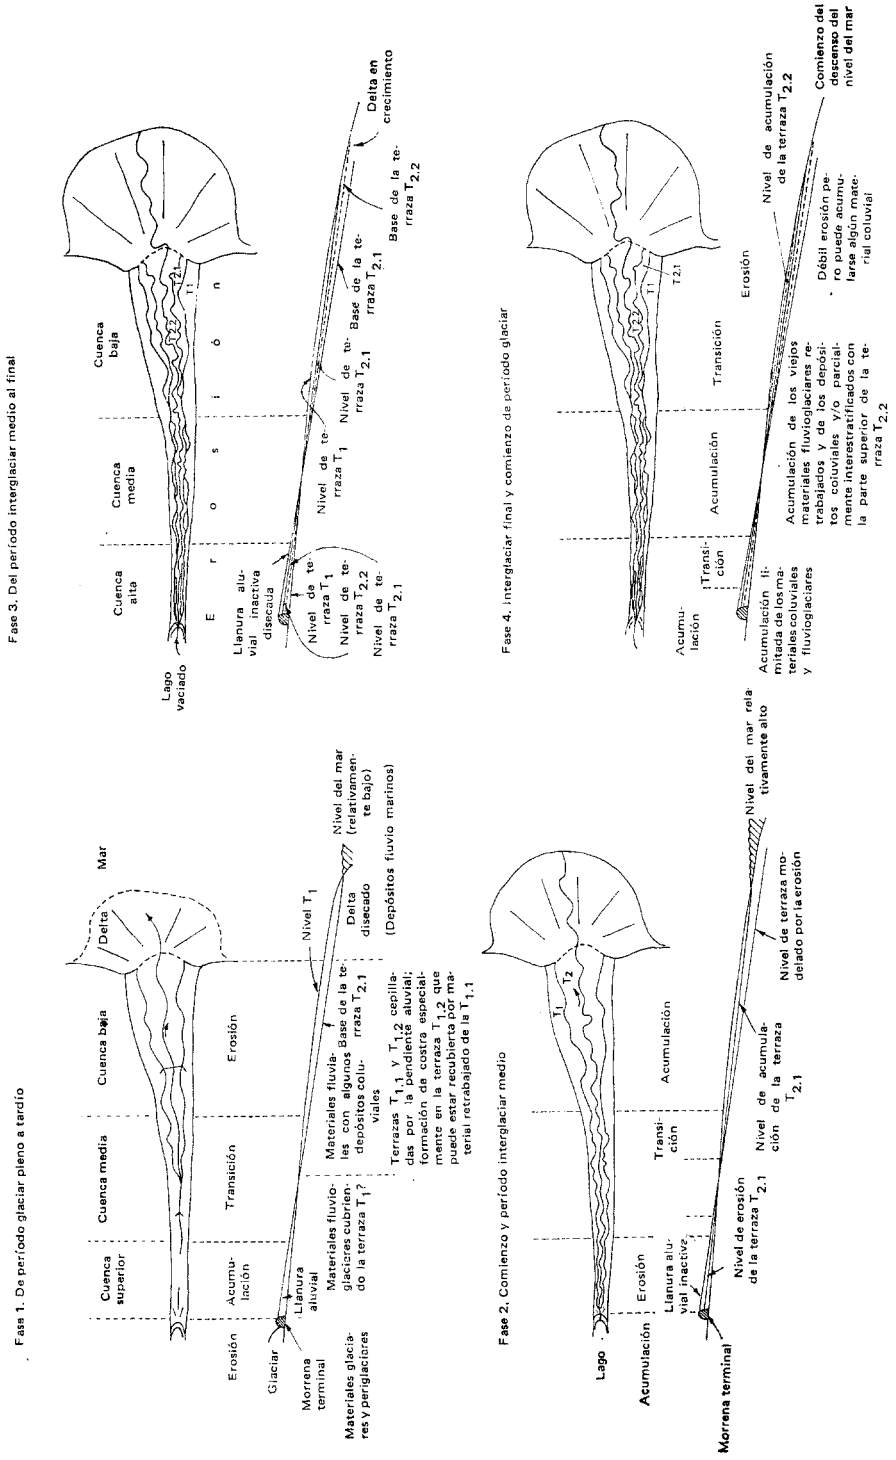 Fase 1. De período glaciar pleno a tardío
Cuenca
superior
Cuenca media
Cuenca baja
Delta
Mar
Erosión
Acumu-
lación
Transición
Erosión
Glaciar
Llanura
aluvial
Morrena
terminal
Materiales glacia-
res y periglaciares
Materiales fluvio-
glaciares cubrien-
do la terraza T1?
Materiales fluvia-
les con algunos
depósitos colu-
viales
Base de la te-
rraza T2.1
Nivel T1
Delta
disecado
Nivel del mar
(relativamen-
te bajo)
(Depósitos fluvio marinos)
Terrazas T1.1 y T1.2 cepilla-
das por la pendiente aluvial;
formación de costra especial-
mente en la terraza T1.2 que
puede estar recubierta por ma-
terial retrabajado de la T1.1
Fase 2. Comienzo y período interglaciar medio
T1
T2
Lago
Acumulación
Erosión
Transi-
ción
Acumulación
Llanura alu-
vial inactiva
Morrena terminal
Nivel de erosión
de la terraza T2.1
Nivel de acumula-
ción de la terraza
T2.1
Nivel de terraza mo-
delado por la erosión
Nivel del mar rela-
tivamente alto
Fase 3. Del período interglaciar medio al final
Cuenca
alta
Cuenca
media
Cuenca
baja
Lago
vaciado
T2.2
T2.1
T1
E r o s i ó n
Llanura alu-
vial inactiva
disecada
Nivel de te-
rraza T1
Nivel de te-
rraza T2.2
Nivel de te-
rraza T2.1
Nivel de te-
rraza T1
Nivel de te-
rraza T2.1
Base de la te-
rraza T2.1
Base de la te-
rraza T2.2
Delta en
crecimiento
Fase 4. Interglaciar final y comienzo de período glaciar
T2.2
T1
T2.1
Acumu-
lación
Transi-
ción
Acumulación
Transición
Erosión
Nivel de acumulación
de la terraza T2.2
Comienzo del
descenso del
nivel del mar
Acumulación li-
mitada de los ma-
teriales coluviales
y fluvioglaciares
Acumulación de los viejos
materiales fluvioglaciares re-
trabajados y de los depósi-
tos coluviales y/o parcial-
mente interestratificados con
la parte superior de la te-
rraza T2.2
Débil erosión pe-
ro puede acumu-
larse algún mate-
rial coluvial